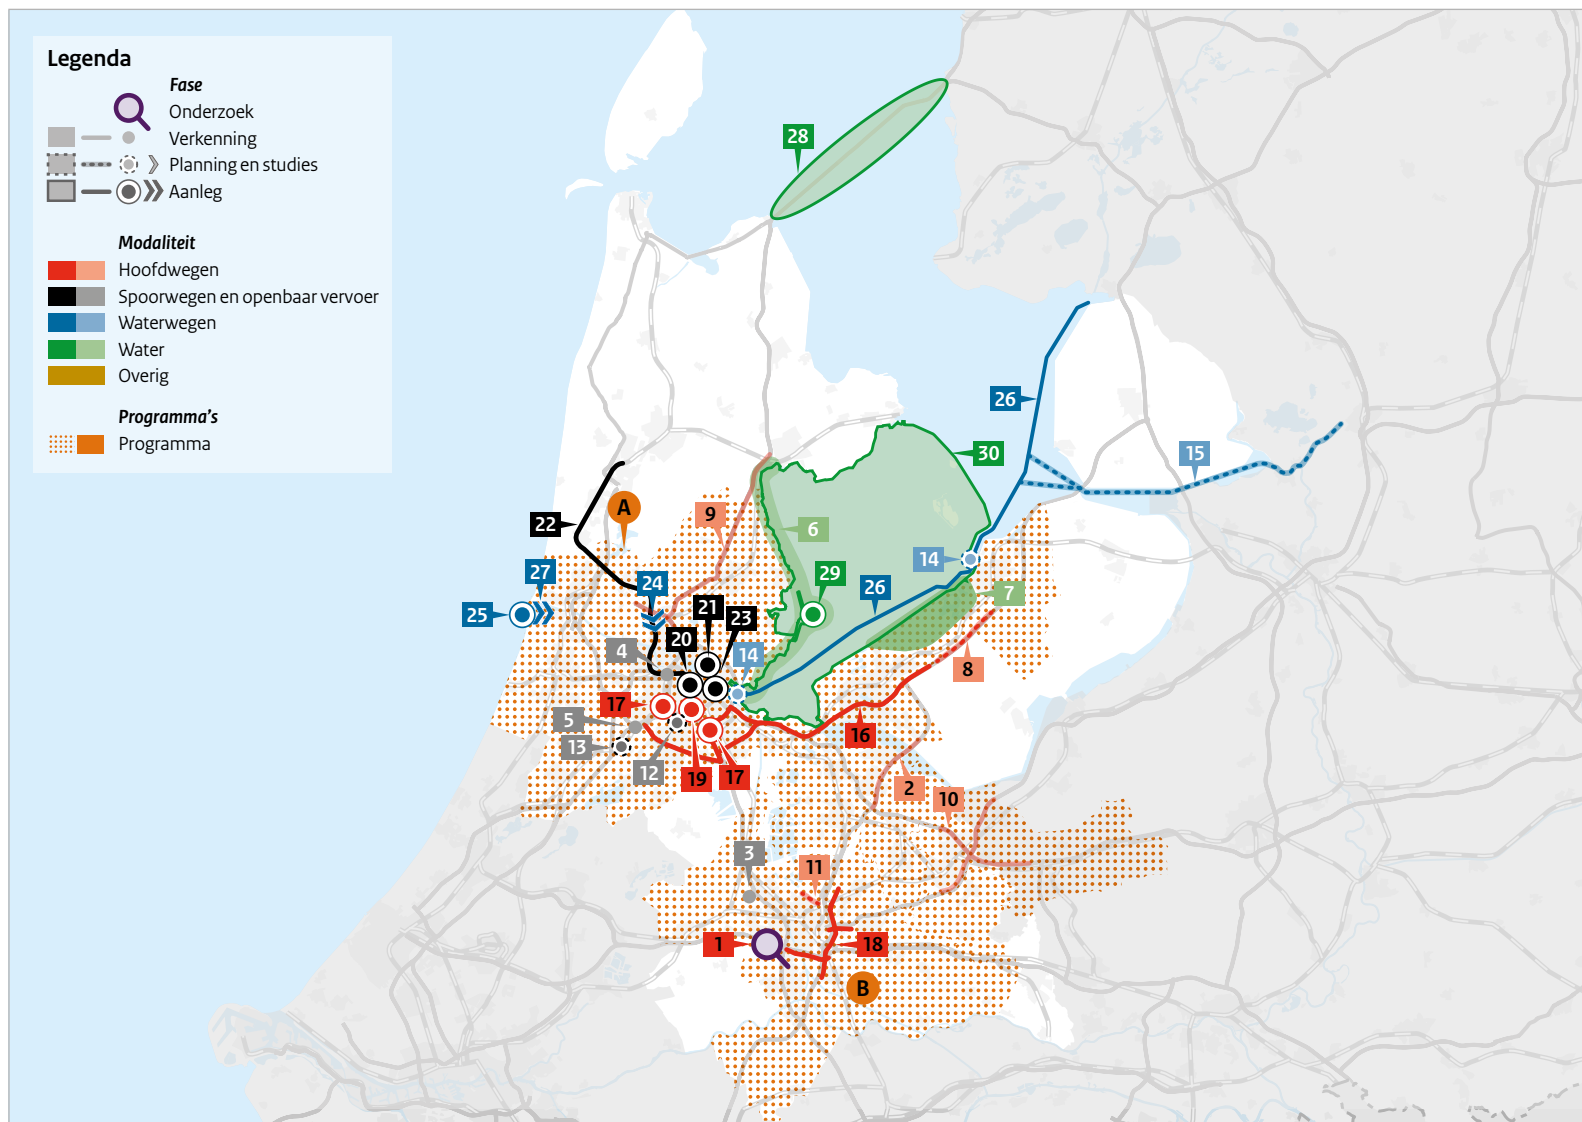 Legenda
Fase
Onderzoek
Verkenning
Planning en studies
Aanleg
Modaliteit
Hoofdwegen
Spoorwegen en openbaar vervoer
Waterwegen
Water
Overig
Programma's
Programma
28
26
30
15
22
A
9
6
14
29
27
24
26
7
25
21
23
20
4
14
8
17
5
16
13
12
19
17
2
10
3
11
1
18
B